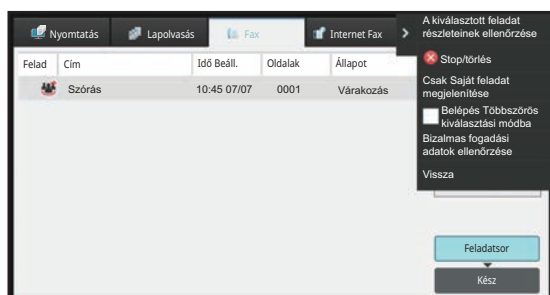 Nyomtatás
Lapolvasás
Fax
Internet Fax
Felad
Cím
Idő Beáll.
Oldalak
Állapot
Szórás
10:45 07/07
0001
Várakozás
A kiválasztott feladat
részleteinek ellenőrzése
Stop/törlés
Csak Saját feladat
megjelenítése
Belépés Többszörös
kiválasztási módba
Bizalmas fogadási
adatok ellenőrzése
Vissza
Feladatsor
Kész